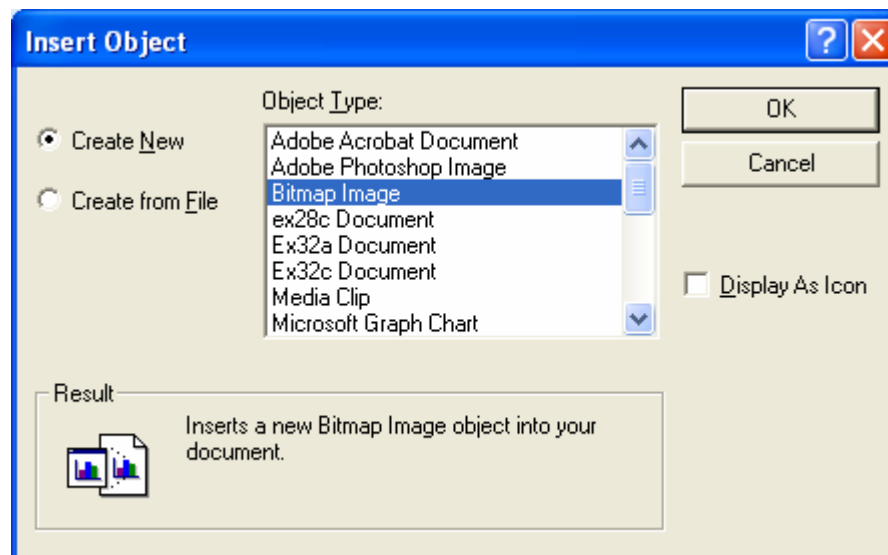 Insert Object
Create New
Create from File
Object Type:
Adobe Acrobat Document
Adobe Photoshop Image
Bitmap Image
ex28c Document
Ex32a Document
Ex32c Document
Media Clip
Microsoft Graph Chart
OK
Cancel
Display As Icon
Result
Inserts a new Bitmap Image object into your
document.